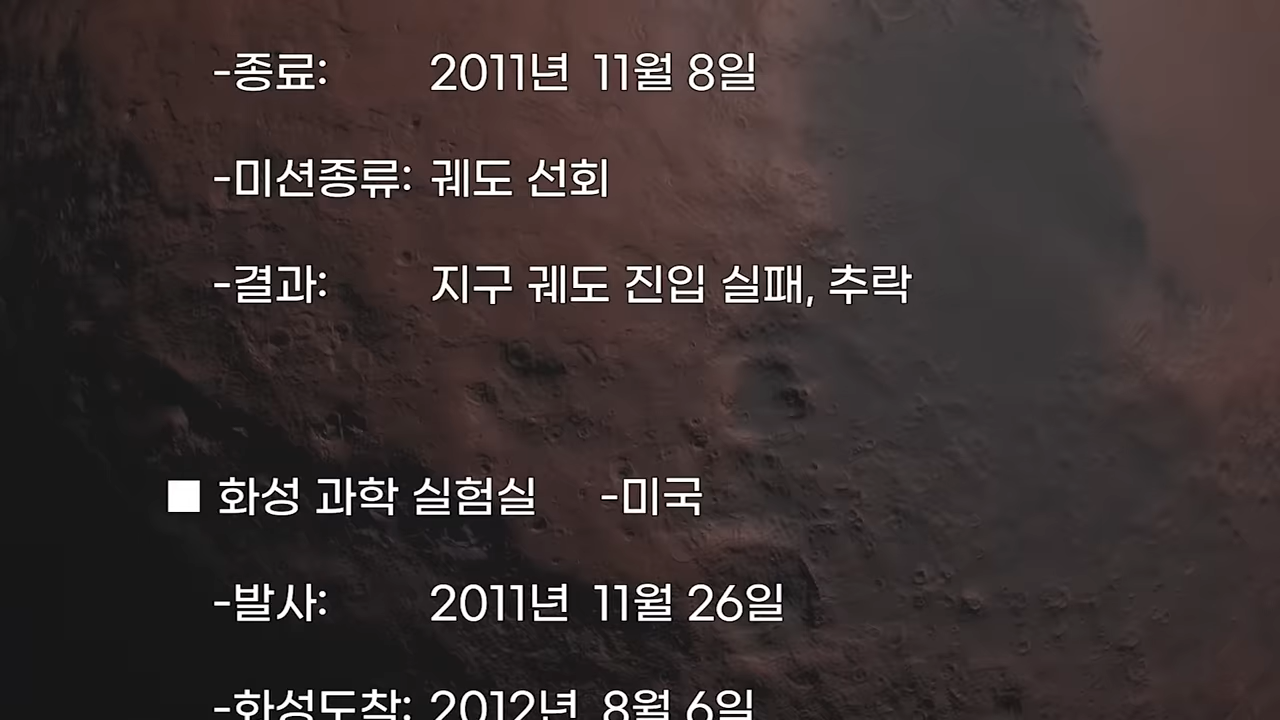 -종료: 2011년 11월 8일
-미션종류: 궤도 선회
-결과: 지구 궤도 진입 실패, 추락
■ 화성 과학 실험실 -미국
-발사: 2011년 11월 26일
-화성도착: 2012년 8월 6일